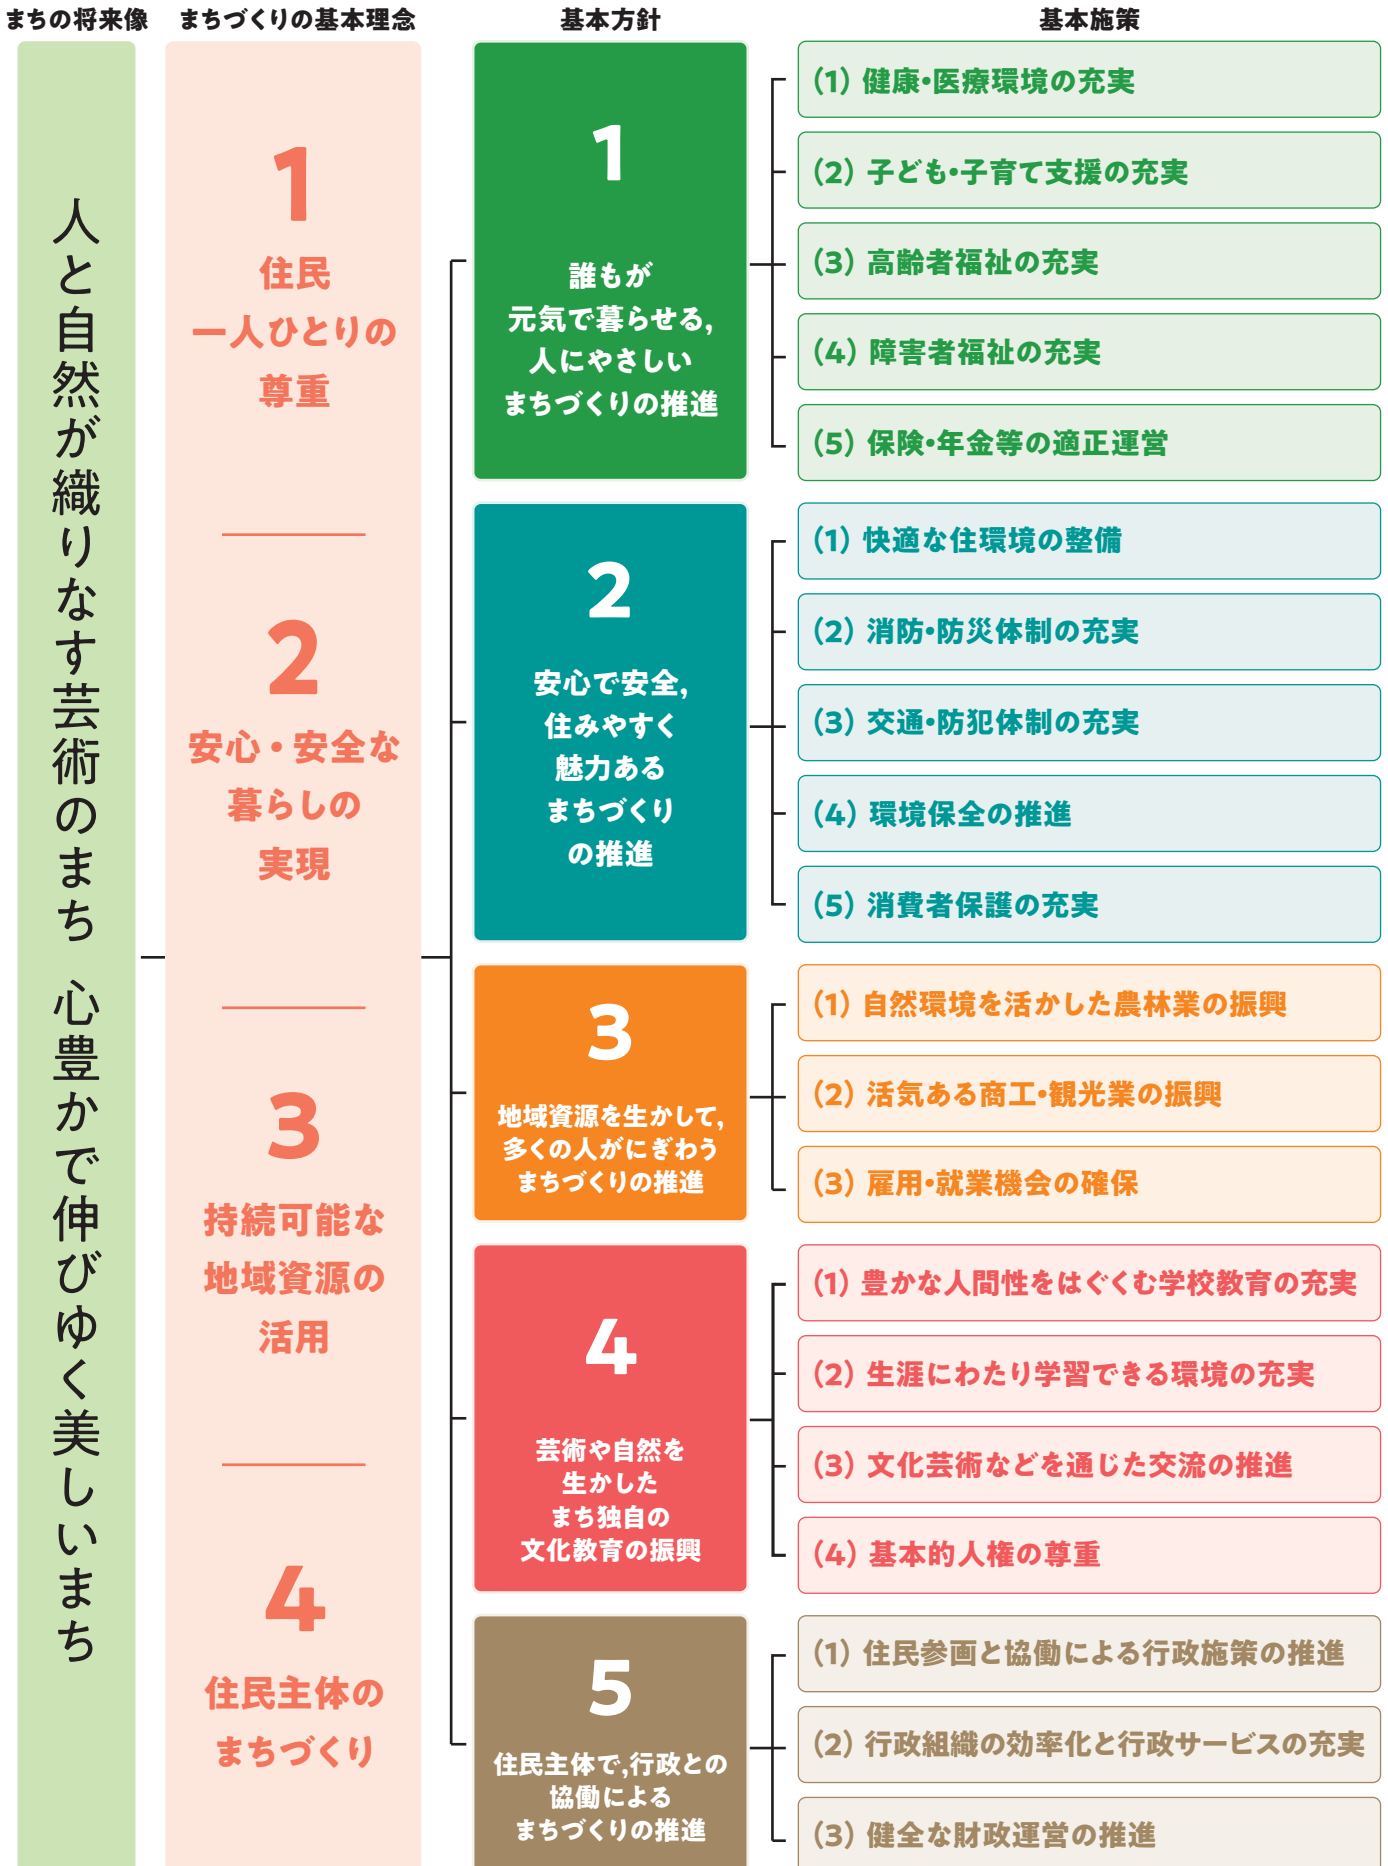 まちの将来像
まちづくりの基本理念
基本方針
基本施策
人と自然が織りなす芸術のまち 心豊かで伸びゆく美しいまち
1
住民
一人ひとりの
尊重
2
安心・安全な
暮らしの
実現
3
持続可能な
地域資源の
活用
4
住民主体の
まちづくり
1
誰もが
元気で暮らせる,
人にやさしい
まちづくりの推進
(1) 健康・医療環境の充実
(2) 子ども・子育て支援の充実
(3) 高齢者福祉の充実
(4) 障害者福祉の充実
(5) 保険・年金等の適正運営
2
安心で安全,
住みやすく
魅力ある
まちづくり
の推進
(1) 快適な住環境の整備
(2) 消防・防災体制の充実
(3) 交通・防犯体制の充実
(4) 環境保全の推進
(5) 消費者保護の充実
3
地域資源を生かして,
多くの人がにぎわう
まちづくりの推進
(1) 自然環境を活かした農林業の振興
(2) 活気ある商工・観光業の振興
(3) 雇用・就業機会の確保
4
芸術や自然を
生かした
まち独自の
文化教育の振興
(1) 豊かな人間性をはぐくむ学校教育の充実
(2) 生涯にわたり学習できる環境の充実
(3) 文化芸術などを通じた交流の推進
(4) 基本的人権の尊重
5
住民主体で,行政との
協働による
まちづくりの推進
(1) 住民参画と協働による行政施策の推進
(2) 行政組織の効率化と行政サービスの充実
(3) 健全な財政運営の推進